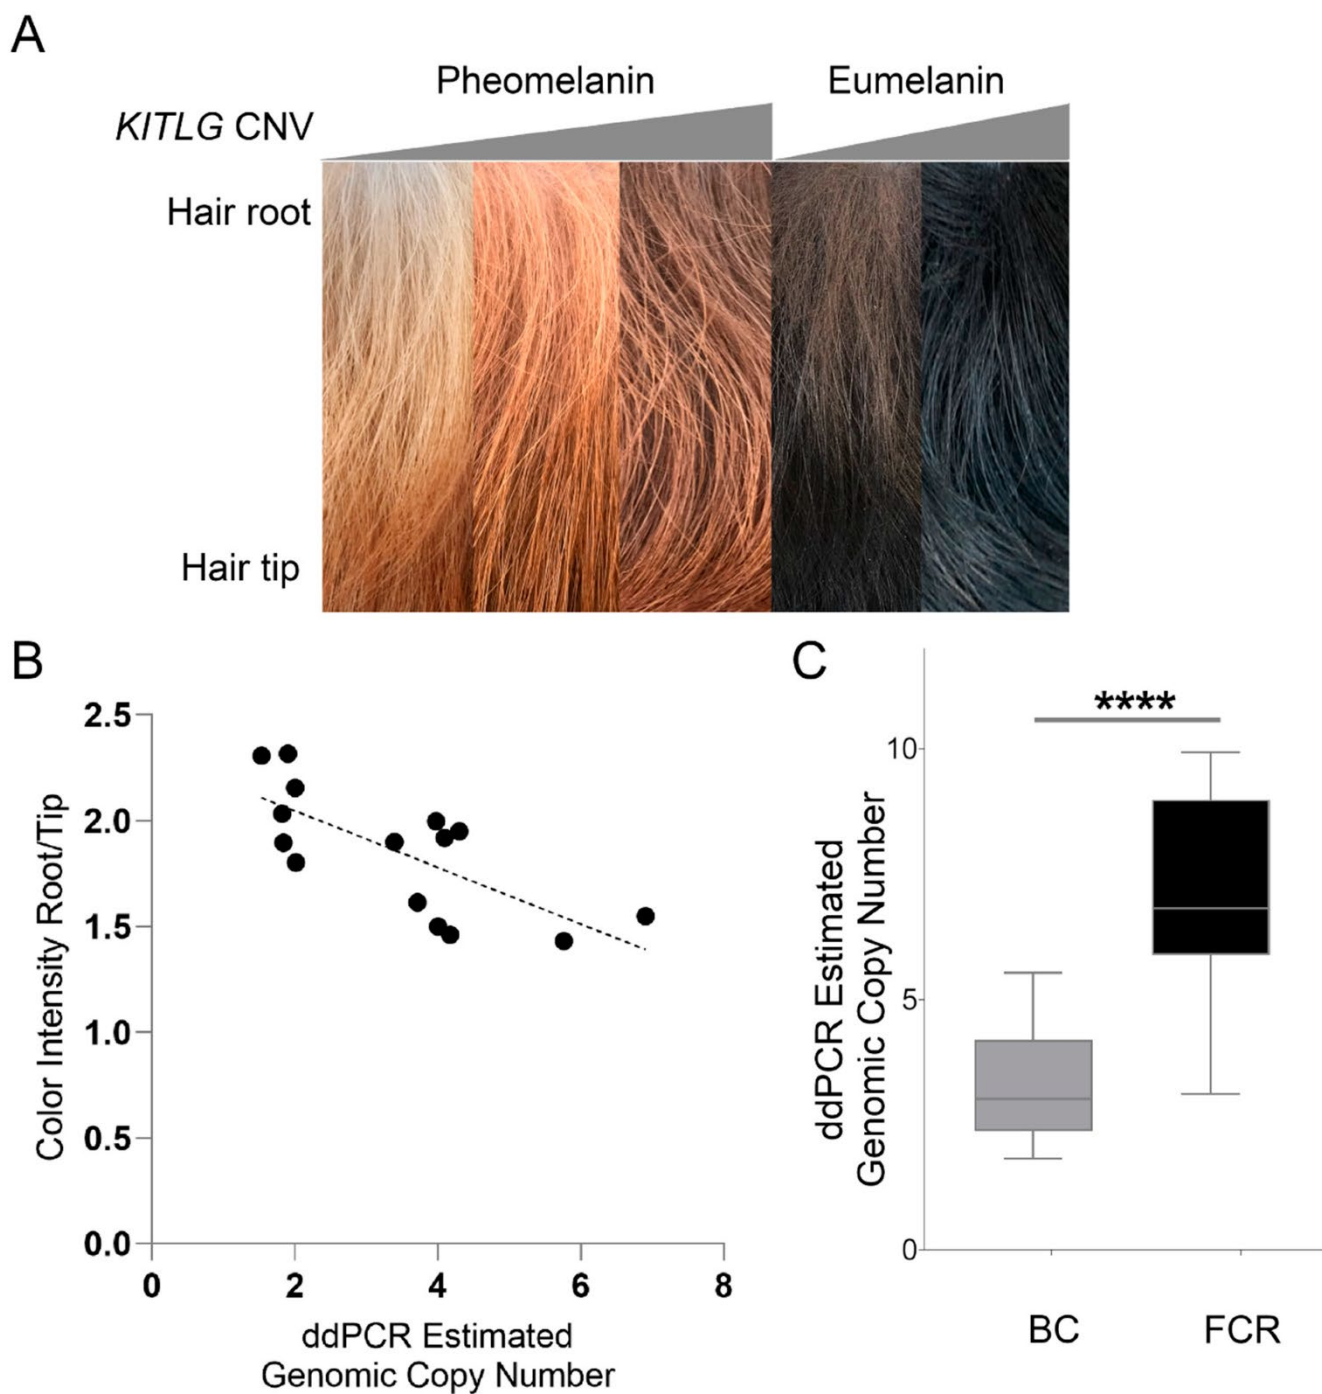 A
Pheomelanin Eumelanin
KITLG CNV
Hair root
Hair tip
B
2.5
2.0
1.5
1.0
0.5
0.0
Color Intensity Root/Tip
0 2 4 6 8
ddPCR Estimated
Genomic Copy Number
C
****
10
5
0
ddPCR Estimated
Genomic Copy Number
BC FCR